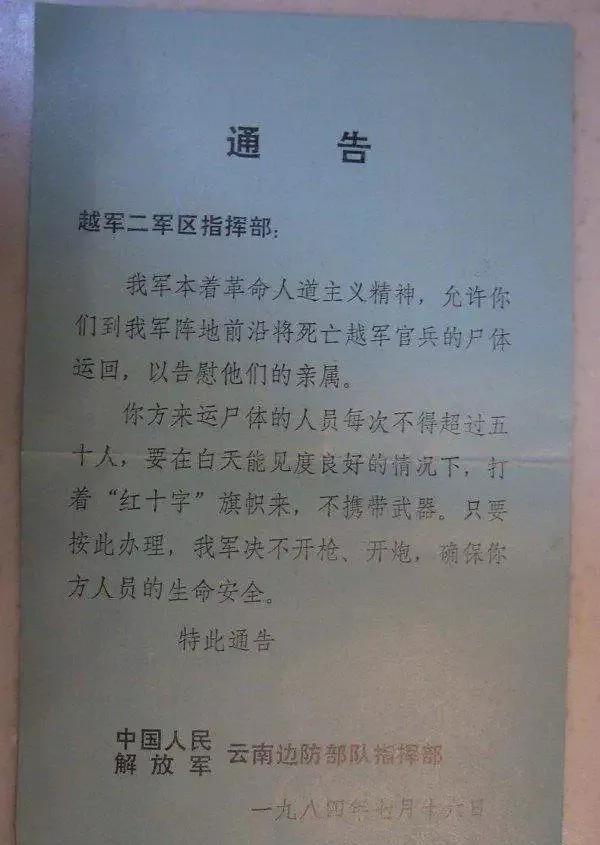 通告
越军二军区指挥部：
我军本着革命人道主义精神，允许你
们到我军阵地前沿将死亡越军官兵的尸体
运回，以告慰他们的亲属。
你方来运尸体的人员每次不得超过五
十人，要在白天能见度良好的情况下，打
着“红十字”旗帜来，不携带武器。只要
按此办理，我军决不开枪、开炮，确保你
方人员的生命安全。
特此通告
中国人民
解放军
云南边防部队指挥部
一九八四年七月十六日